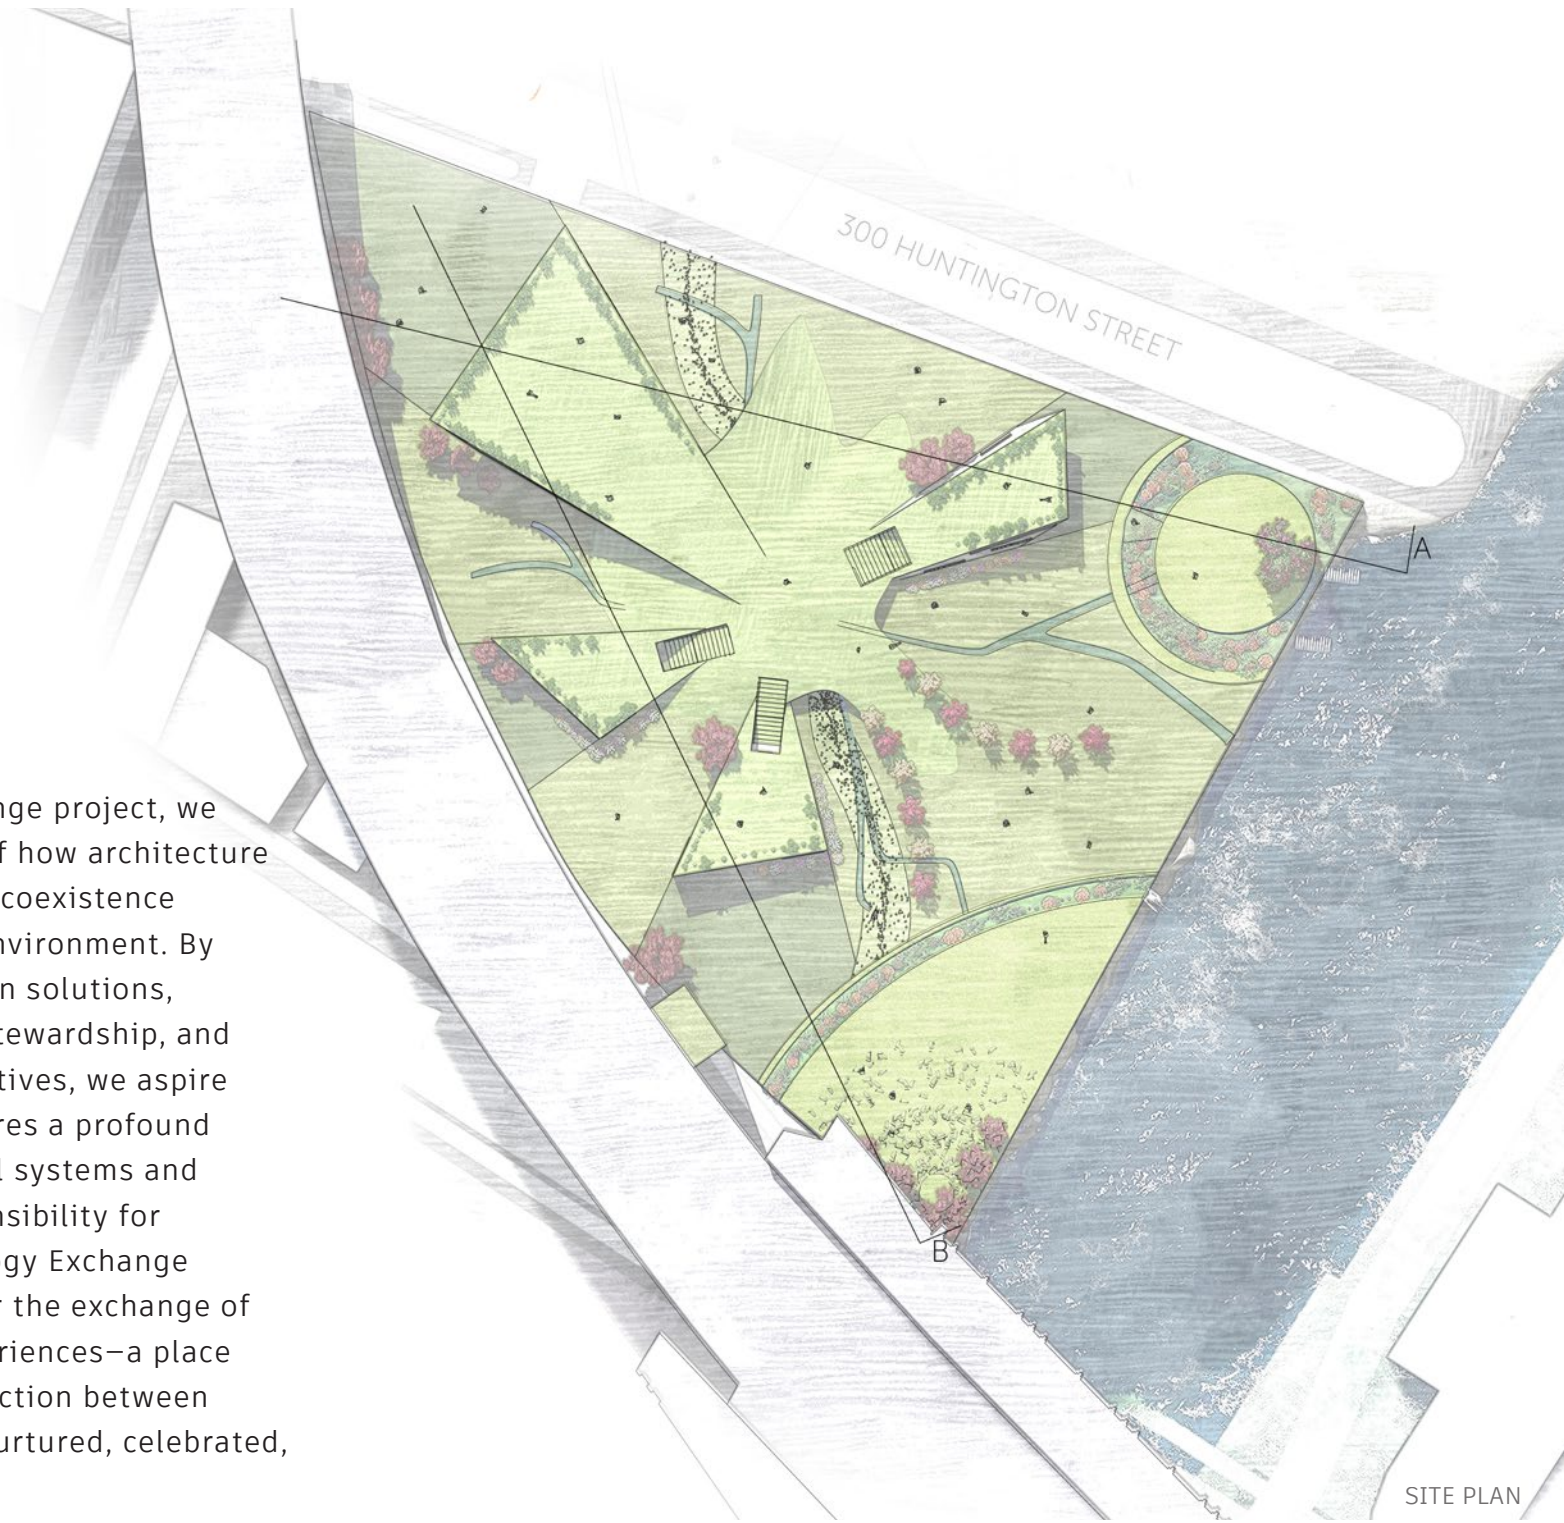 nge project, we
f how architecture
coexistence
nvironment. By
n solutions,
tewardship, and
tives, we aspire
res a profound
l systems and
nsibility for
gy Exchange
r the exchange of
riences—a place
ction between
urtured, celebrated,
300 HUNTINGTON STREET
A
B
SITE PLAN